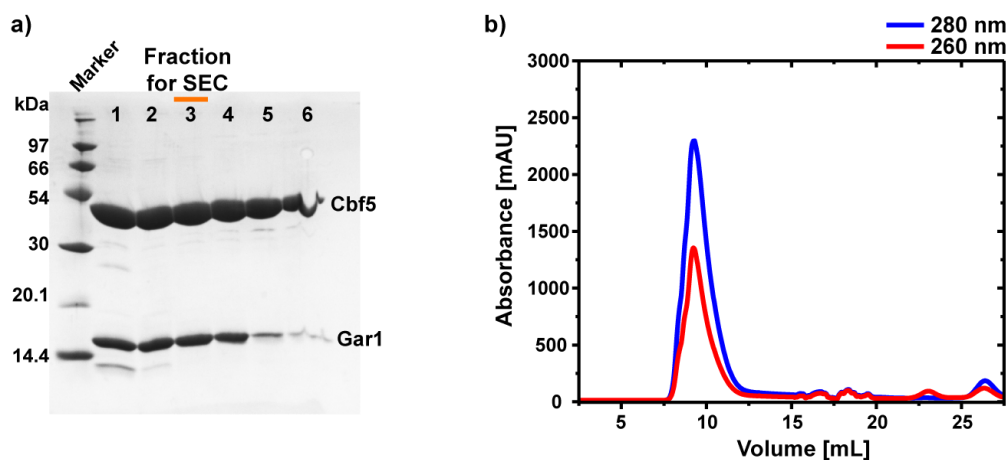 a)
Marker
Fraction
for SEC
kDa
1 2 3 4 5 6
97
66
54
Cbf5
30
20.1
Gar1
14.4
b)
280 nm
260 nm
Absorbance [mAU]
3000
2500
2000
1500
1000
500
0
5 10 15 20 25
Volume [mL]